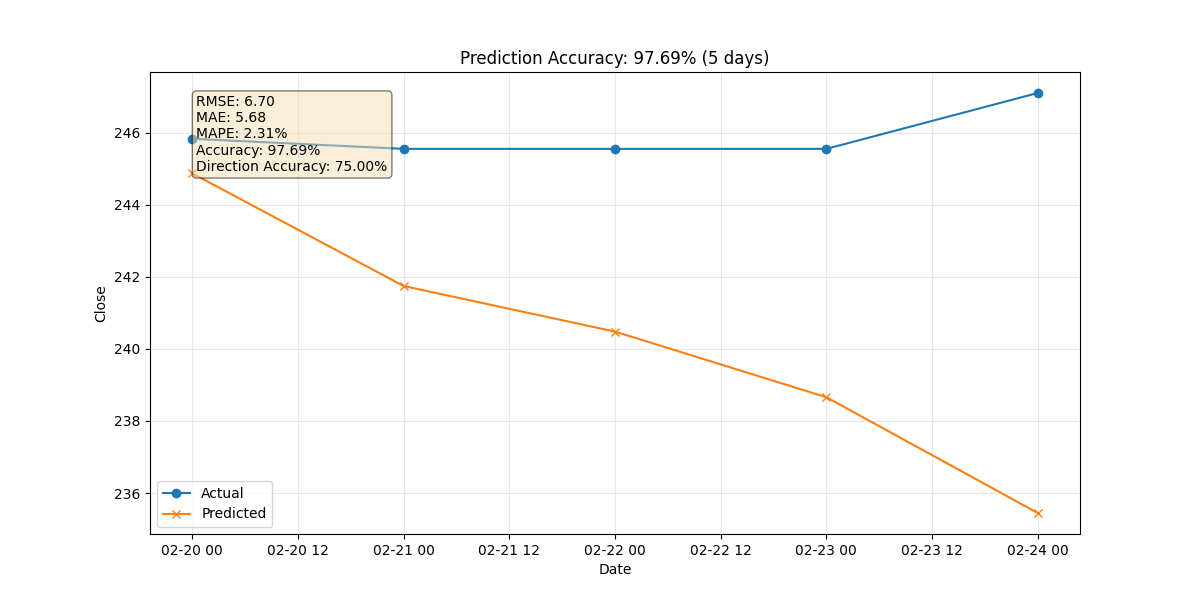 Prediction Accuracy: 97.69% (5 days)
RMSE: 6.70
MAE: 5.68
MAPE: 2.31%
Accuracy: 97.69%
Direction Accuracy: 75.00%
246
244
242
240
238
236
Close
Actual
Predicted
02-20 00 02-20 12 02-21 00 02-21 12 02-22 00 02-22 12 02-23 00 02-23 12 02-24 00
Date